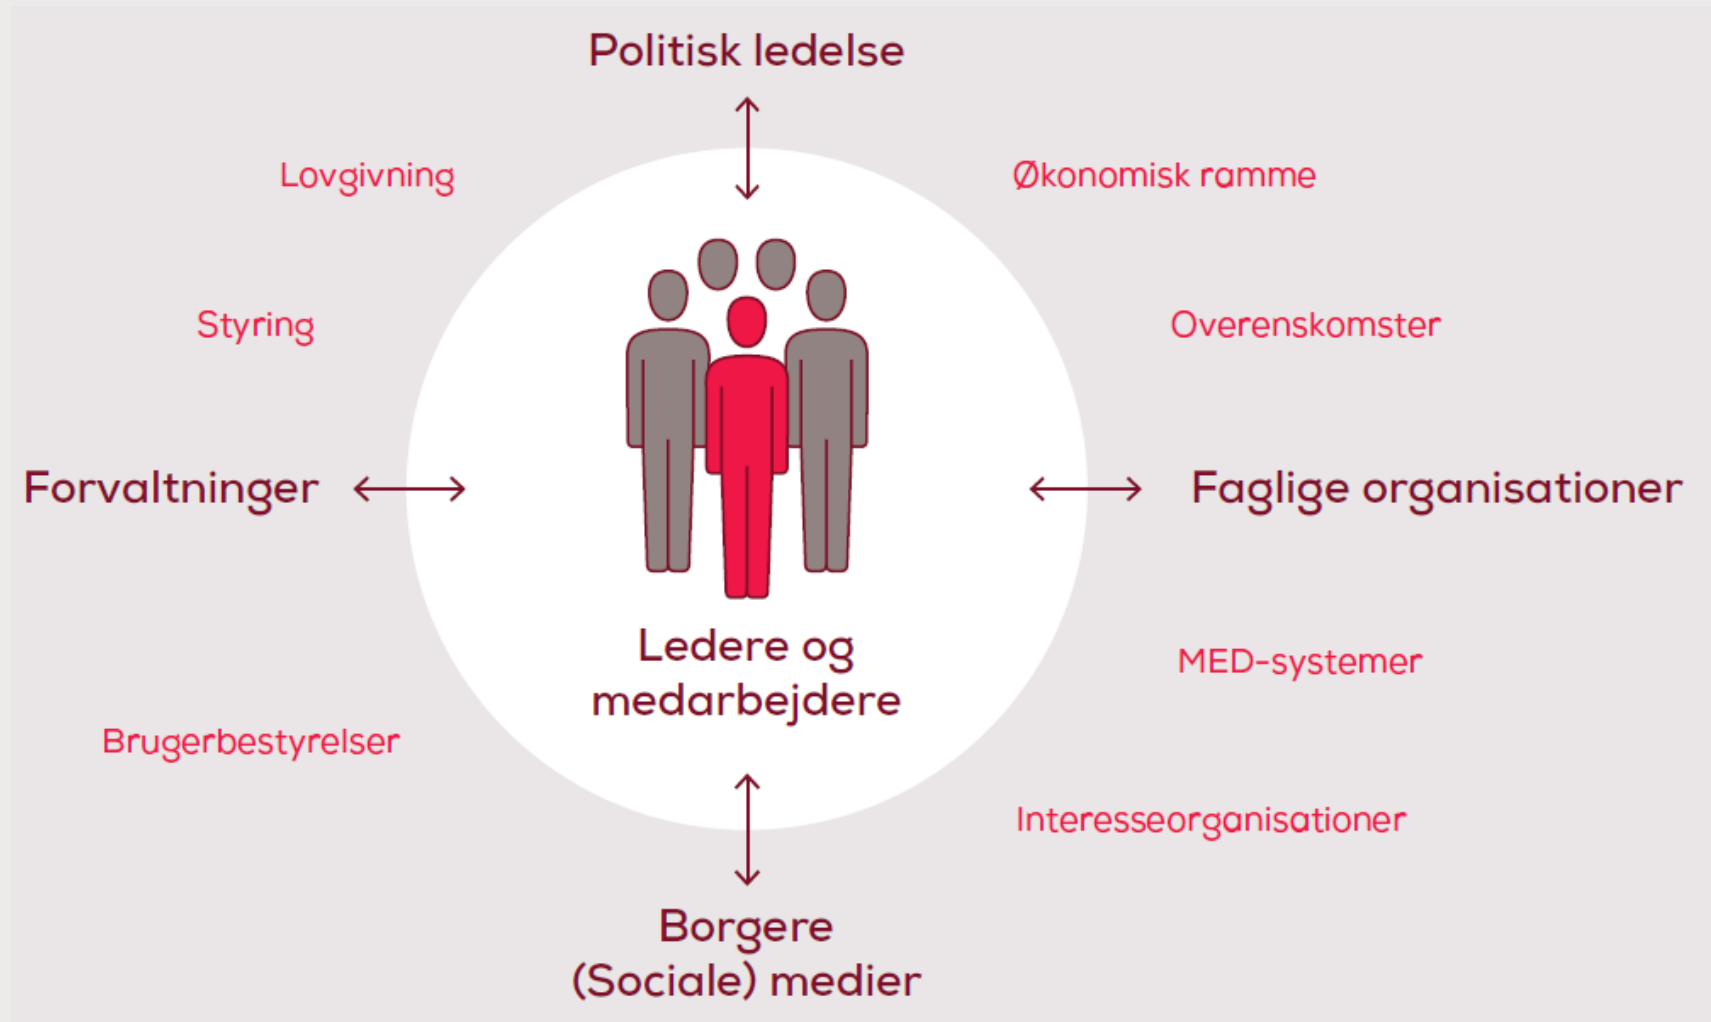 Politisk ledelse
Lovgivning
Økonomisk ramme
Styring
Overenskomster
Forvaltninger
Faglige organisationer
Ledere og
medarbejdere
MED-systemer
Brugerbestyrelser
Interesseorganisationer
Borgere
(Sociale) medier